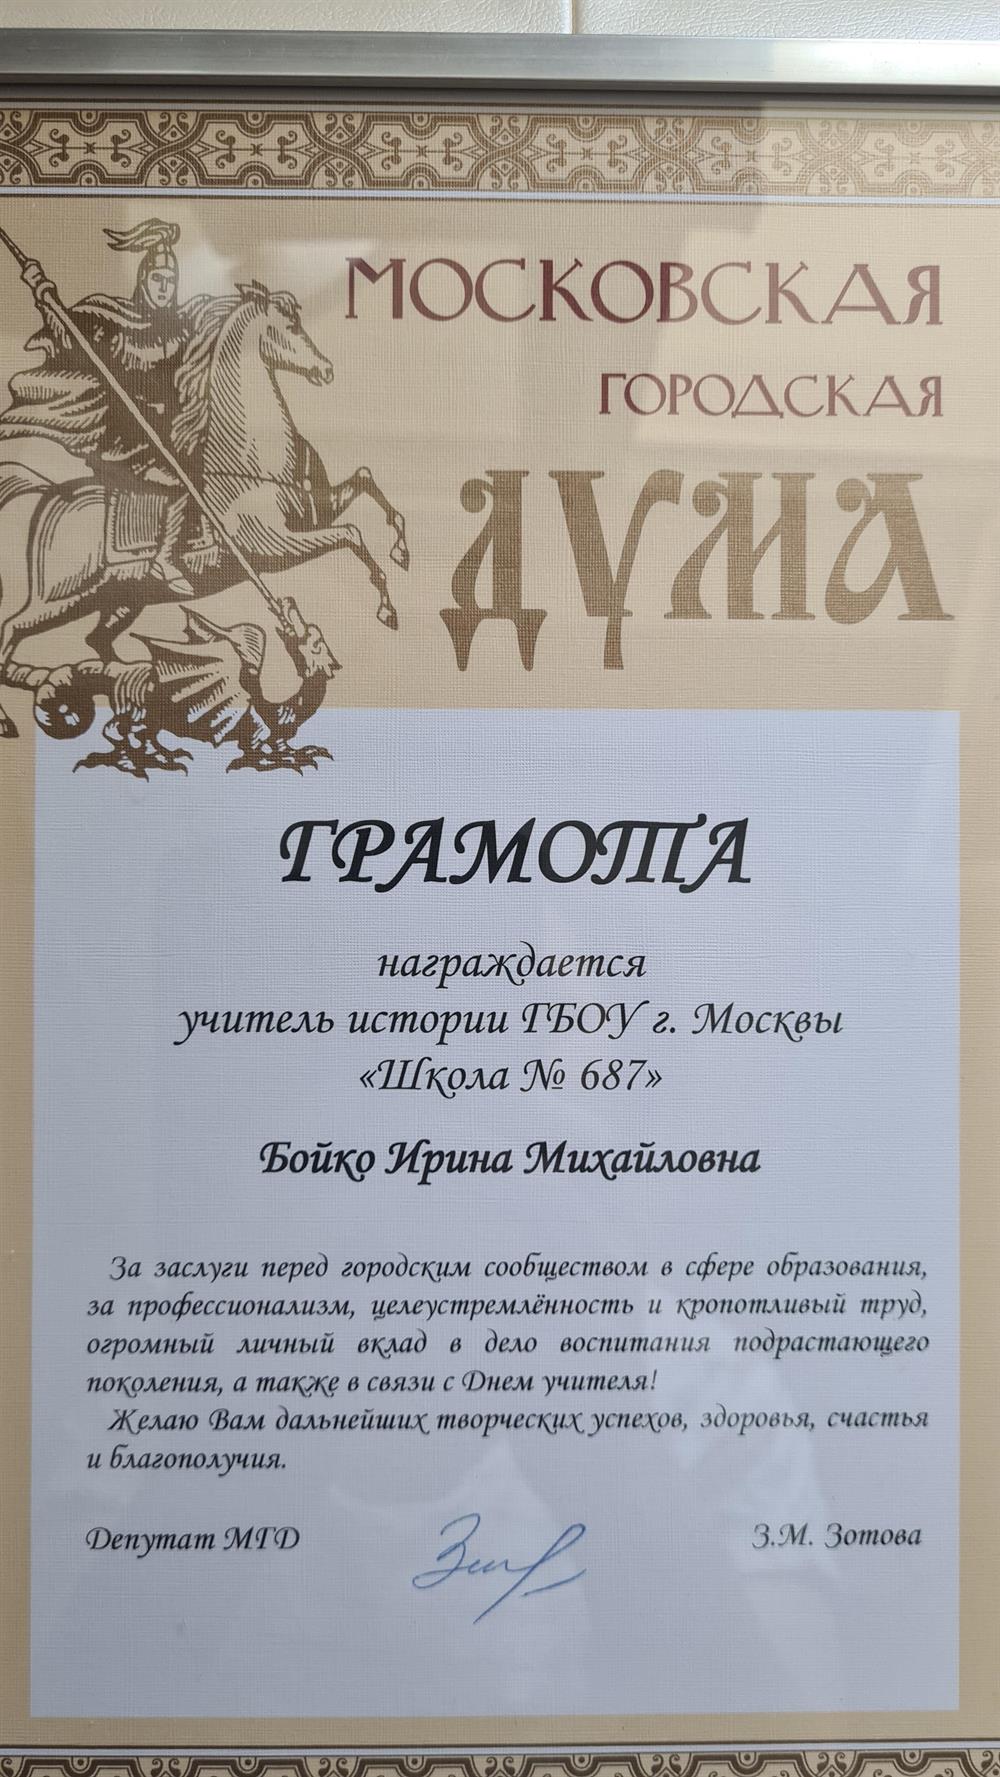 МОСКОВСКАЯ
ГОРОДСКАЯ
ДУМА
ГРАМОТА
награждается
учитель истории ГБОУ г. Москвы
«Школа № 687»
Бойко Ирина Михайловна
За заслуги перед городским сообществом в сфере образования,
за профессионализм, целеустремлённость и кропотливый труд,
огромный личный вклад в дело воспитания подрастающего
поколения, а также в связи с Днем учителя!
Желаю Вам дальнейших творческих успехов, здоровья, счастья
и благополучия.
Депутат МГД З.М. Зотова